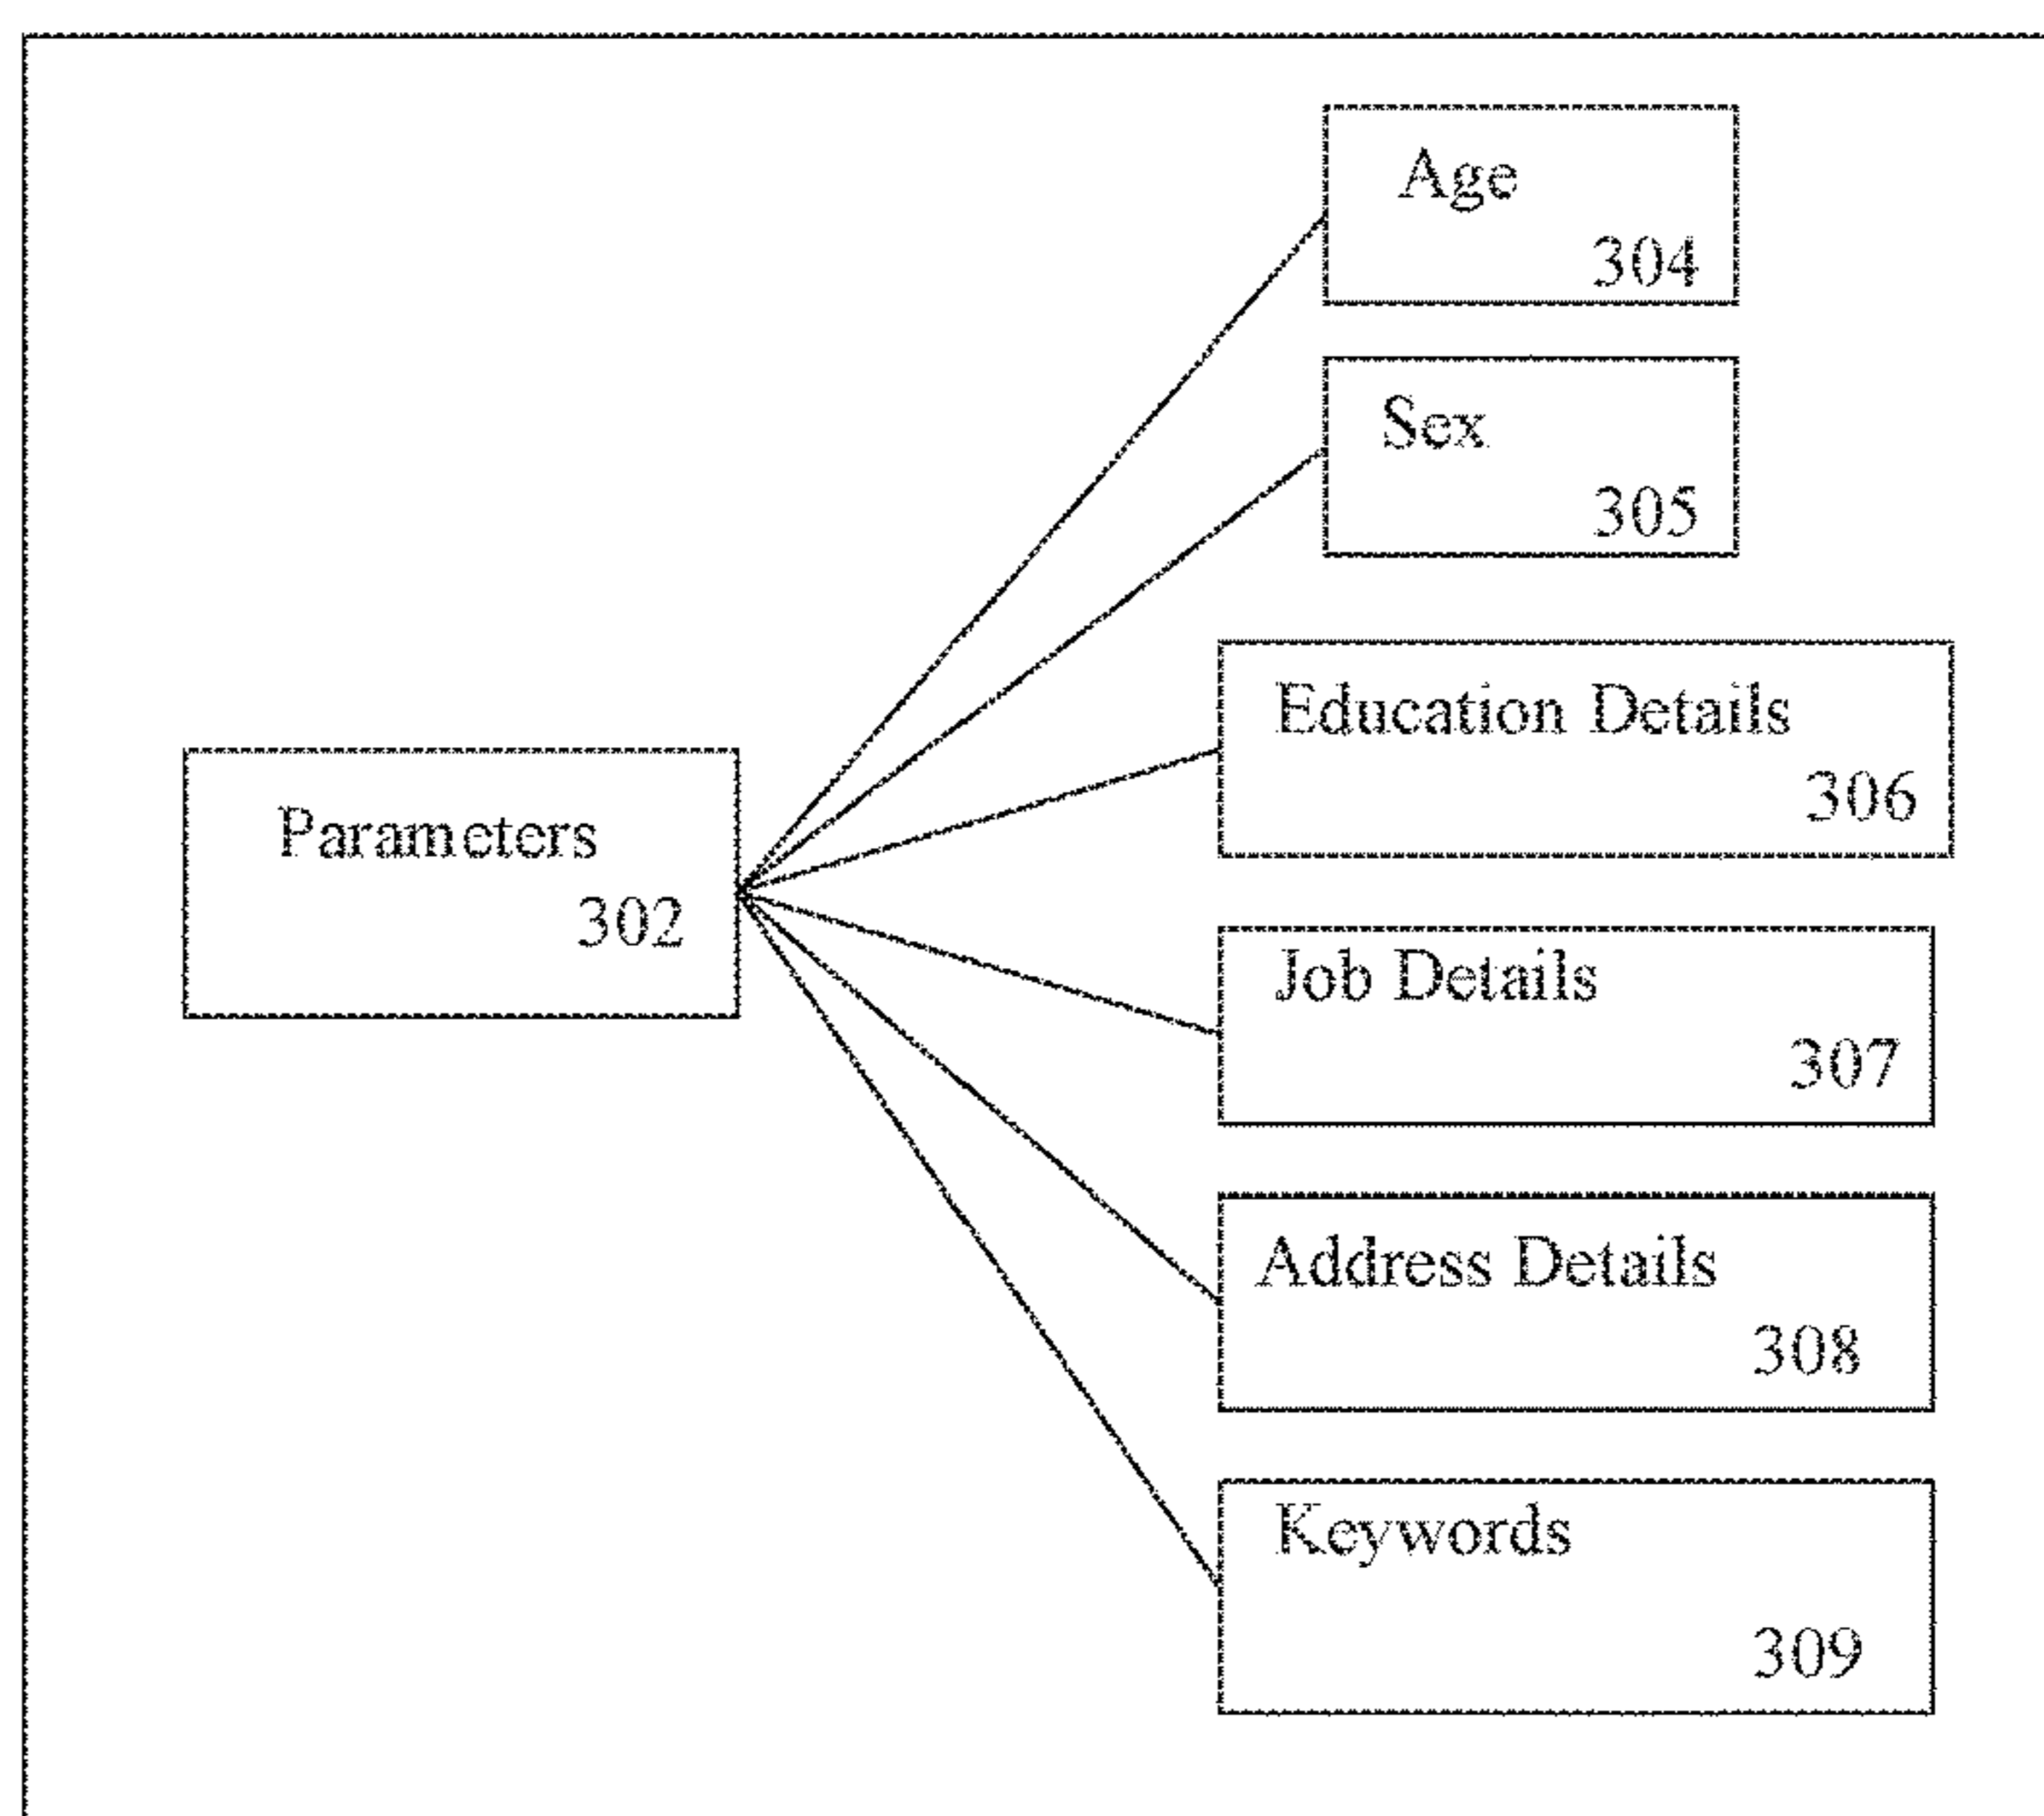 Age
304
Sex
305
Education Details
306
Parameters
302
Job Details
307
Address Details
308
Keywords
309